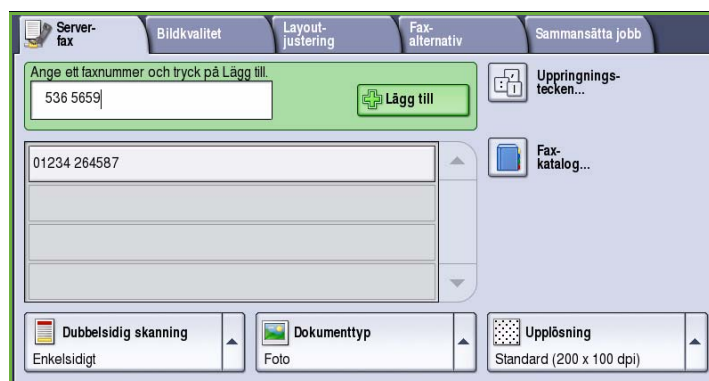 Server-
fax
Bildkvalitet
Layout-
justering
Fax-
alternativ
Sammansätta jobb
Ange ett faxnummer och tryck på Lägg till.
536 5659
Lägg till
Uppringnings-
tecken...
01234 264587
Fax-
katalog...
Dubbelsidig skanning
Enkelsidigt
Dokumenttyp
Foto
Upplösning
Standard (200 x 100 dpi)